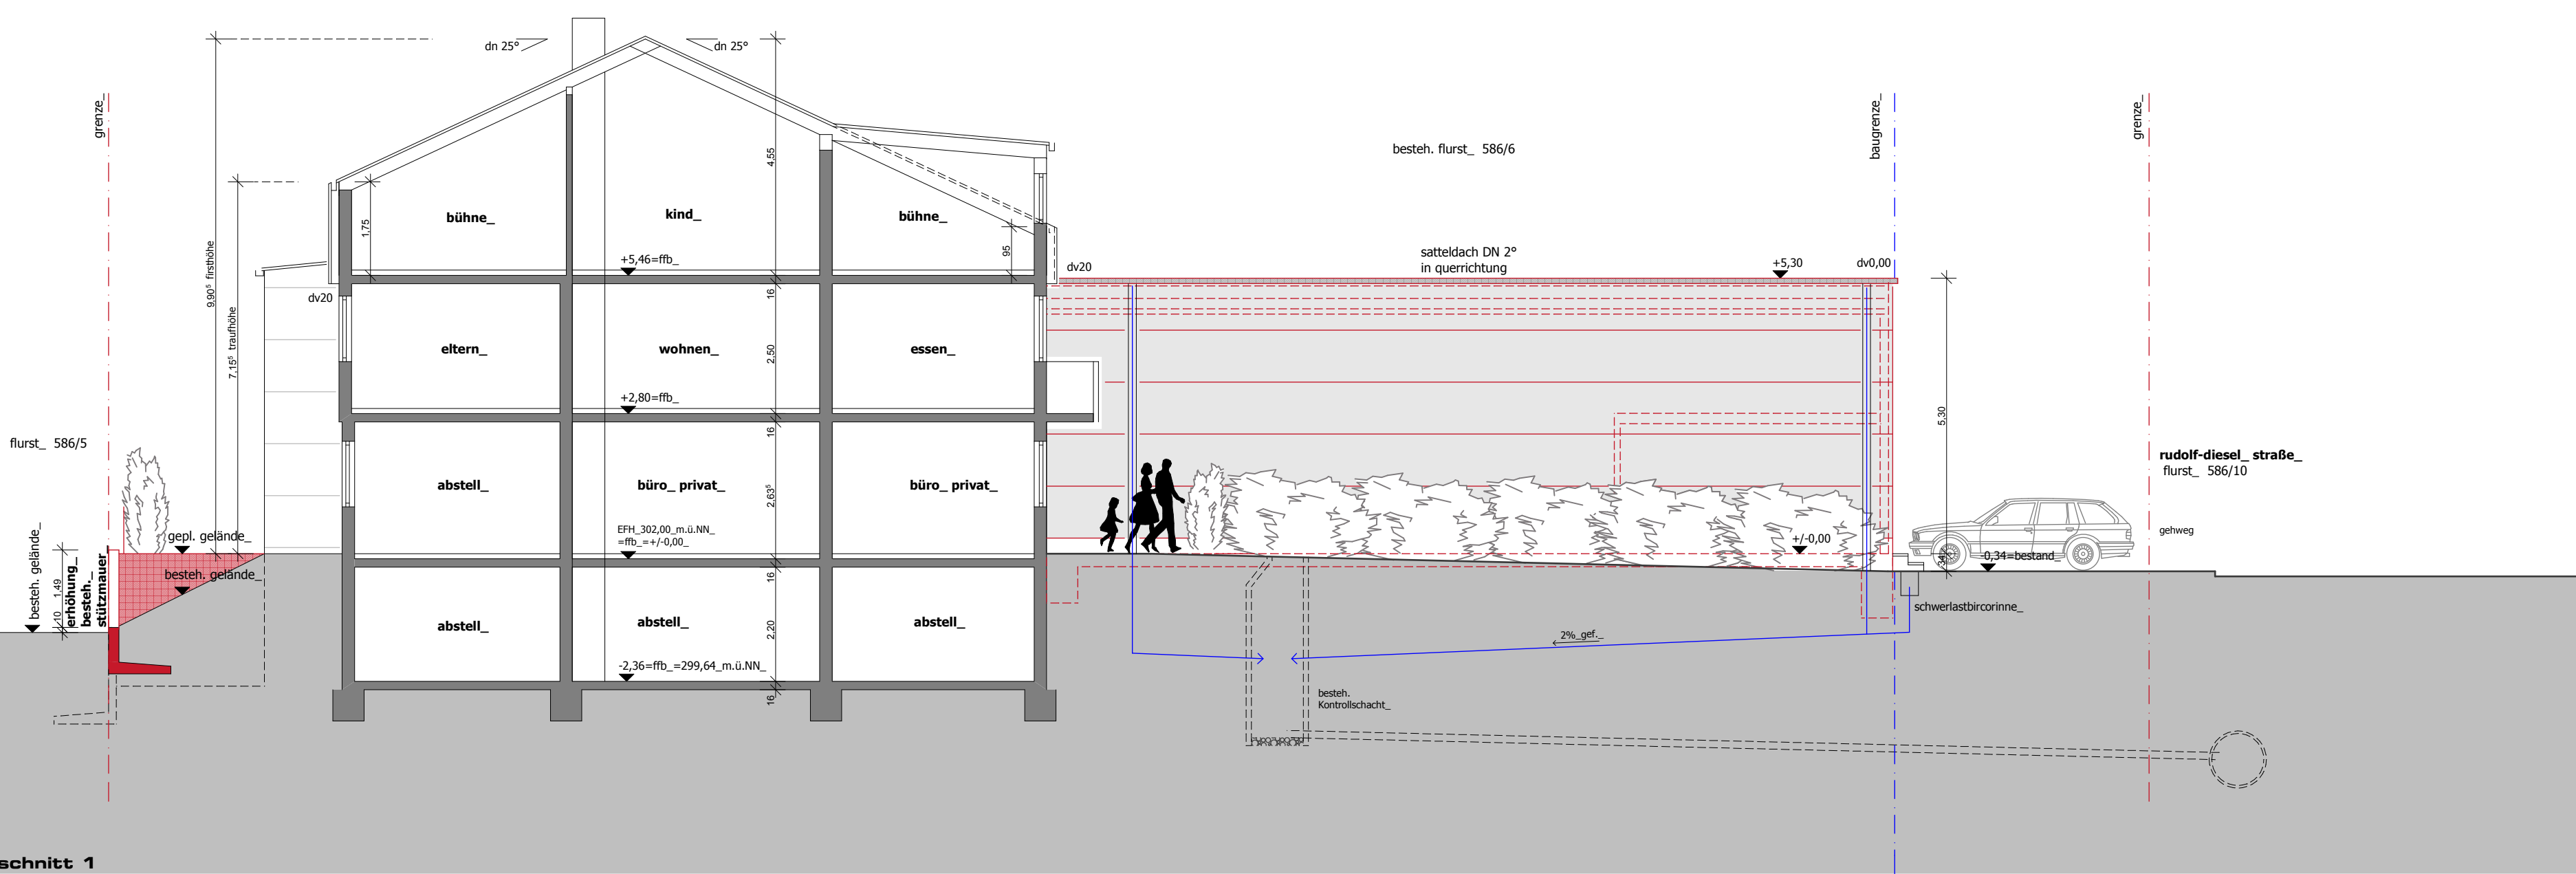 dn 25°
dn 25°
grenze_
baugrenze_
grenze_
besteh. flurst_ 586/6
4,55
9,90⁵ firsthöhe
7,15⁵ traufhöhe
1,75
bühne_
kind_
bühne_
95
+5,46=ffb_
dv20
satteldach DN 2°
in querrichtung
+5,30
dv0,00
dv20
16
eltern_
wohnen_
essen_
2,50
+2,80=ffb_
16
5,30
flurst_ 586/5
rudolf-diesel_ straße_
flurst_ 586/10
abstell_
büro_ privat_
büro_ privat_
2,63⁵
EFH_302,00_m.ü.NN_
=ffb_=+/-0,00_
gehweg
gepl. gelände_
besteh. gelände_
besteh. gelände_
1,49
10
erhöhung_
besteh._
stützmauer_
+/-0,00
34
-0,34=bestand_
16
schwerlastbircorinne_
abstell_
abstell_
abstell_
2,20
2%_gef._
-2,36=ffb_=299,64_m.ü.NN_
16
besteh.
Kontrollschacht_
schnitt 1